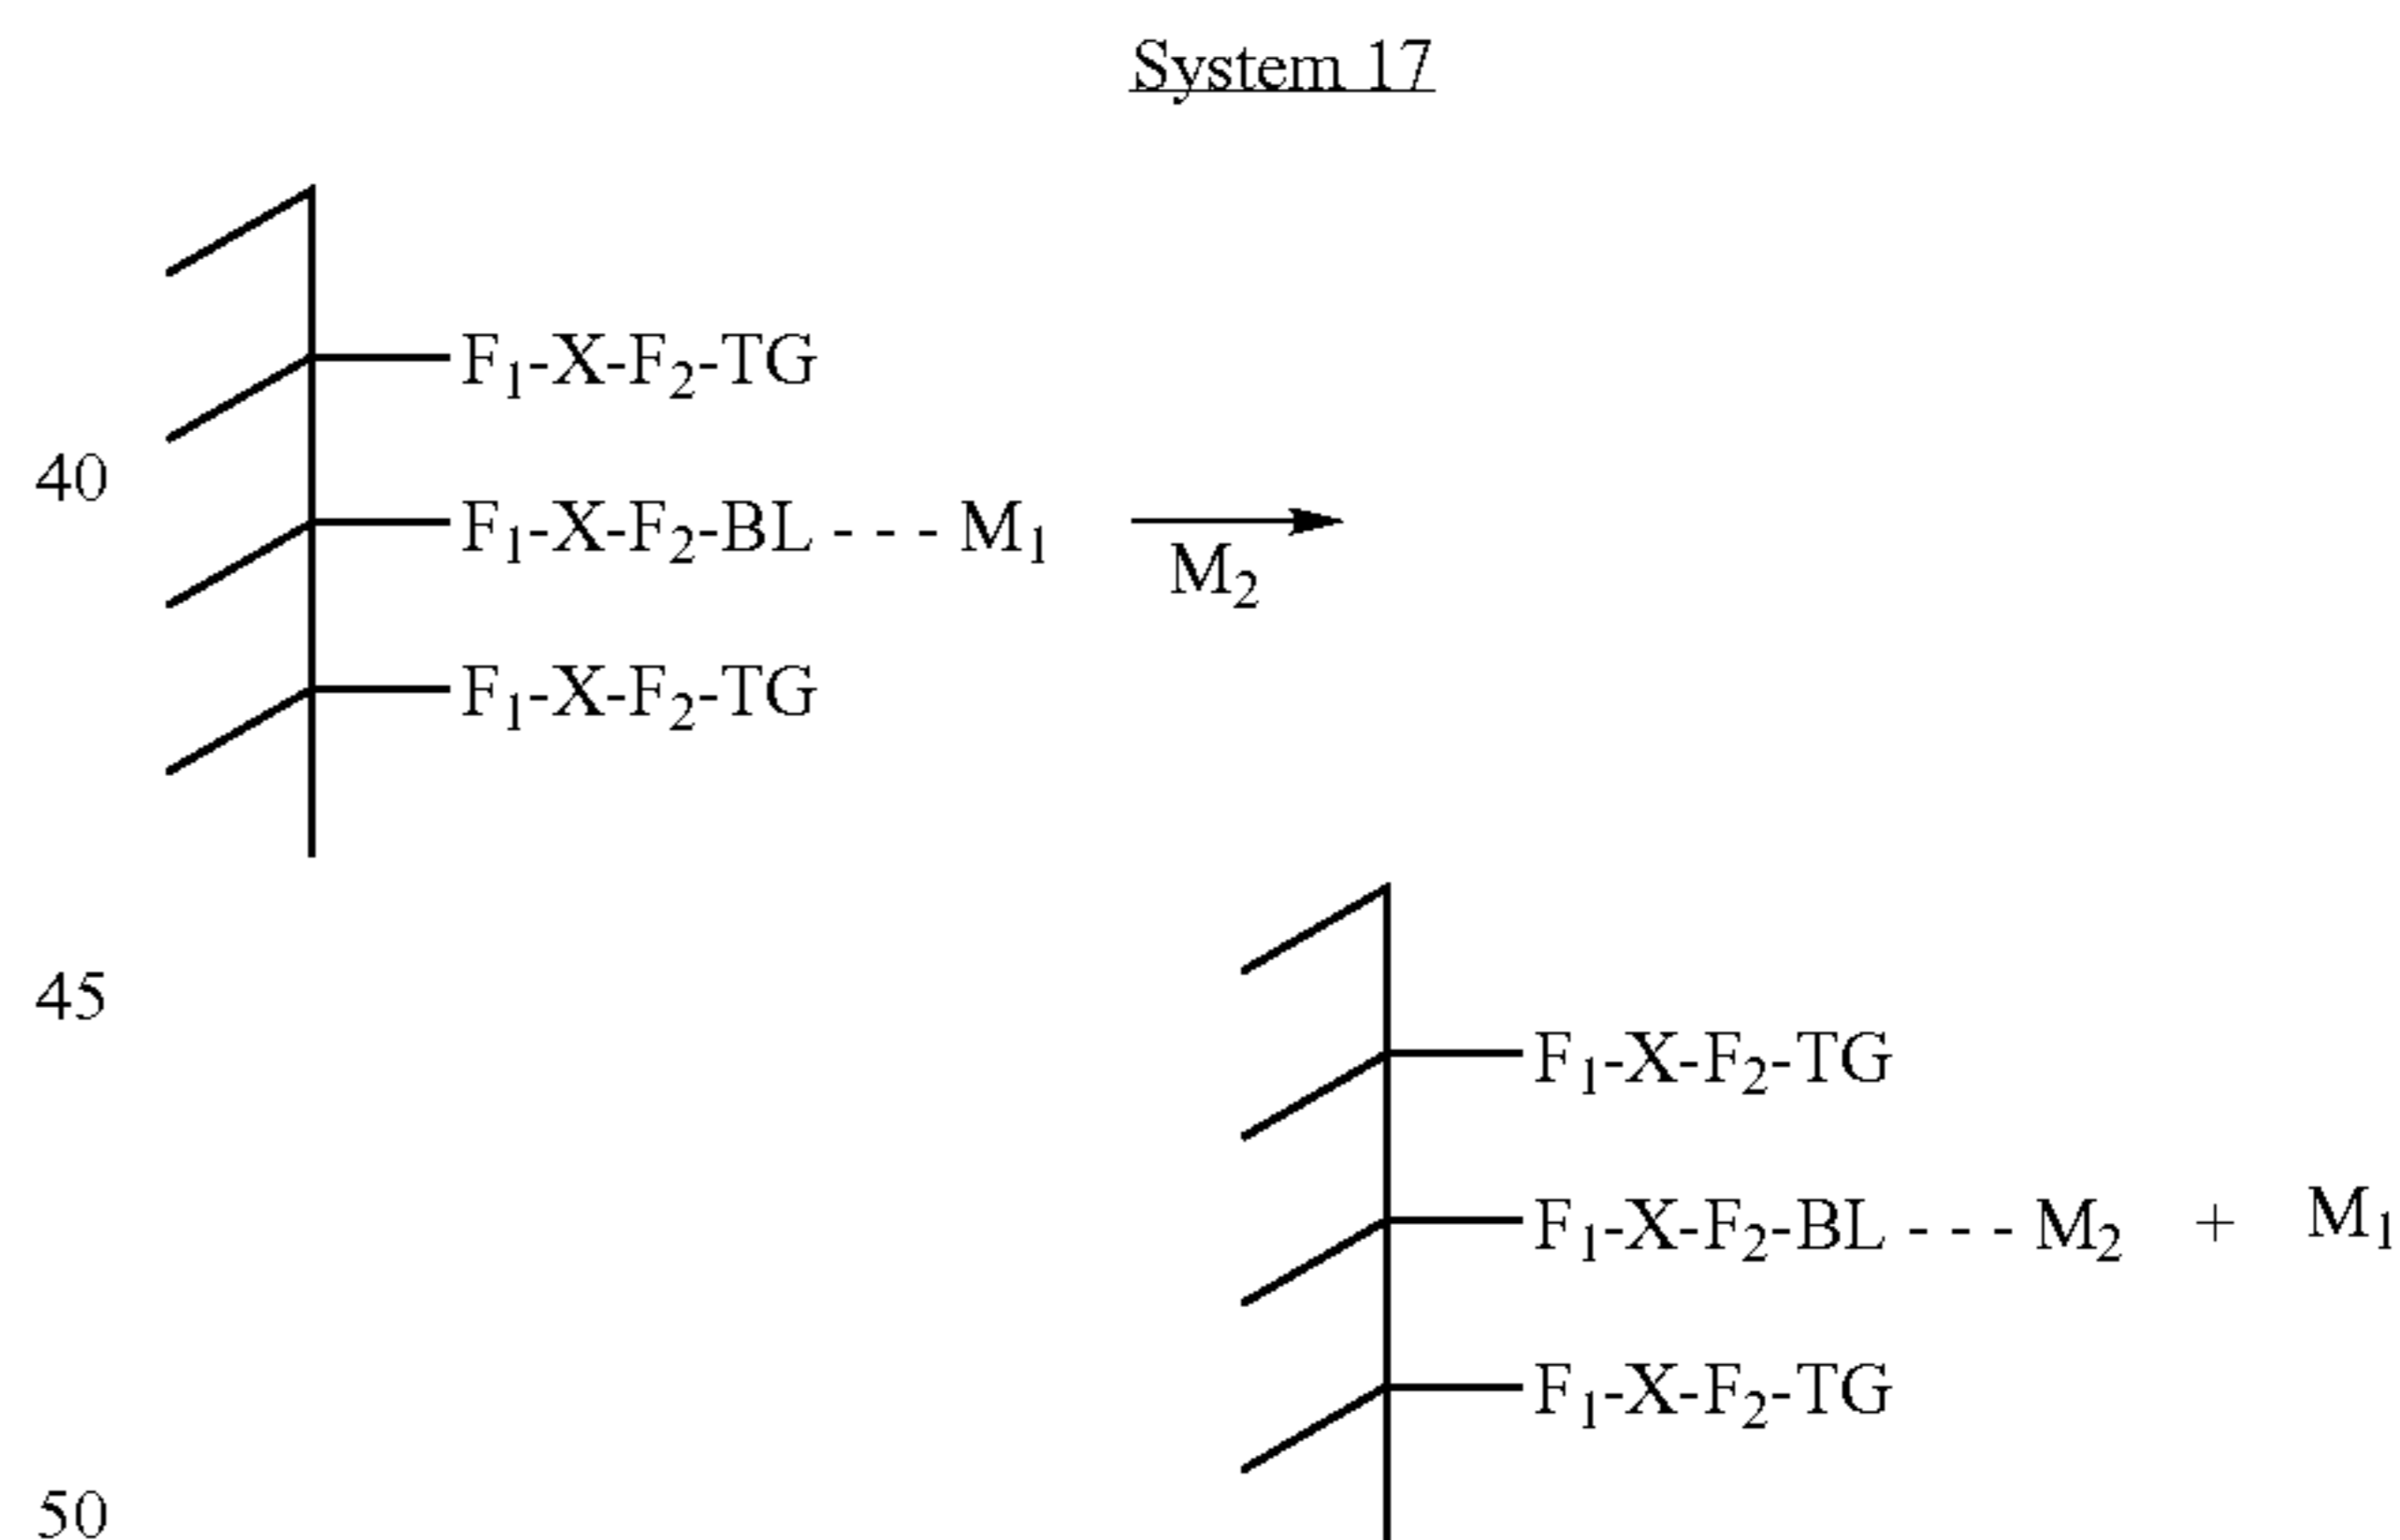 System 17
F₁-X-F₂-TG
40
F₁-X-F₂-BL - - - M₁
M₂
F₁-X-F₂-TG
45
F₁-X-F₂-TG
F₁-X-F₂-BL - - - M₂ + M₁
F₁-X-F₂-TG
50